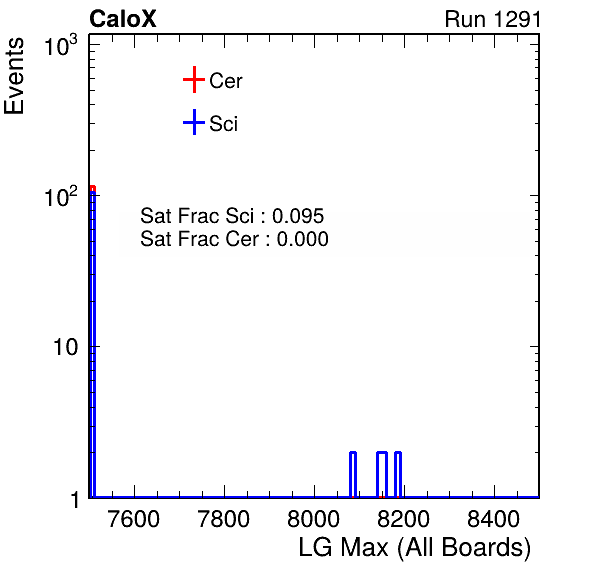 CaloX Run 1291
Events
10³
Cer
Sci
10²
Sat Frac Sci : 0.095
Sat Frac Cer : 0.000
10
1
7600 7800 8000 8200 8400
LG Max (All Boards)